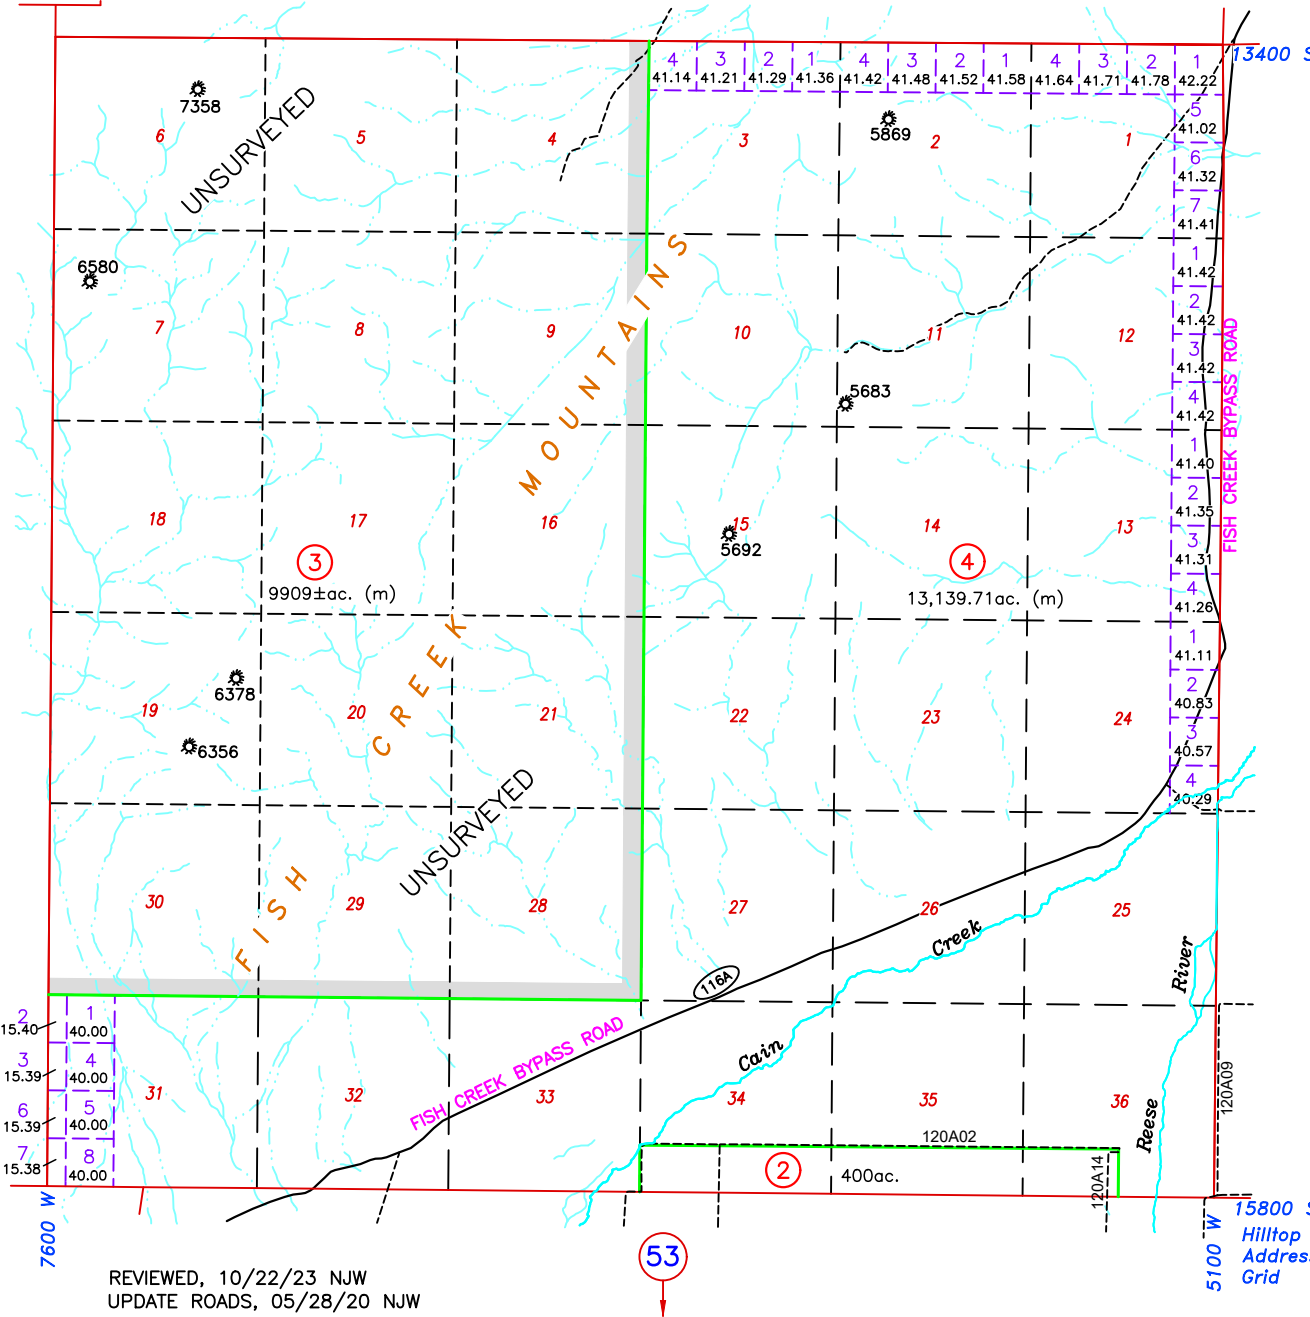 13400 S
4 3 2 1 4 3 2 1 4 3 2 1
41.14 41.21 41.29 41.36 41.42 41.48 41.52 41.58 41.64 41.71 41.78 42.22
7358
UNSURVEYED
5869
6 5 4 3 2 1
5
41.02
6
41.32
7
41.41
6580
1
41.42
2
41.42
7 8 9 10 11 12
3
41.42
4
41.42
5683
FISH CREEK BYPASS ROAD
FISH CREEK MOUNTAINS
1
41.40
2
41.35
18 17 16 15 14 13
5692
3
41.31
3
9909±ac. (m)
4
13,139.71ac. (m)
4
41.26
1
41.11
6378
2
40.83
19 20 21 22 23 24
6356
3
40.57
4
40.29
UNSURVEYED
30 29 28 27 26 25
Cain Creek
Reese River
116A
FISH CREEK BYPASS ROAD
2
15.40
1
40.00
3
15.39
4
40.00
6
15.39
5
40.00
7
15.38
8
40.00
31 32 33 34 35 36
120A09
120A02
120A14
2
400ac.
7600 W
5100 W
15800 S
Hilltop
Address
Grid
53
REVIEWED, 10/22/23 NJW
UPDATE ROADS, 05/28/20 NJW